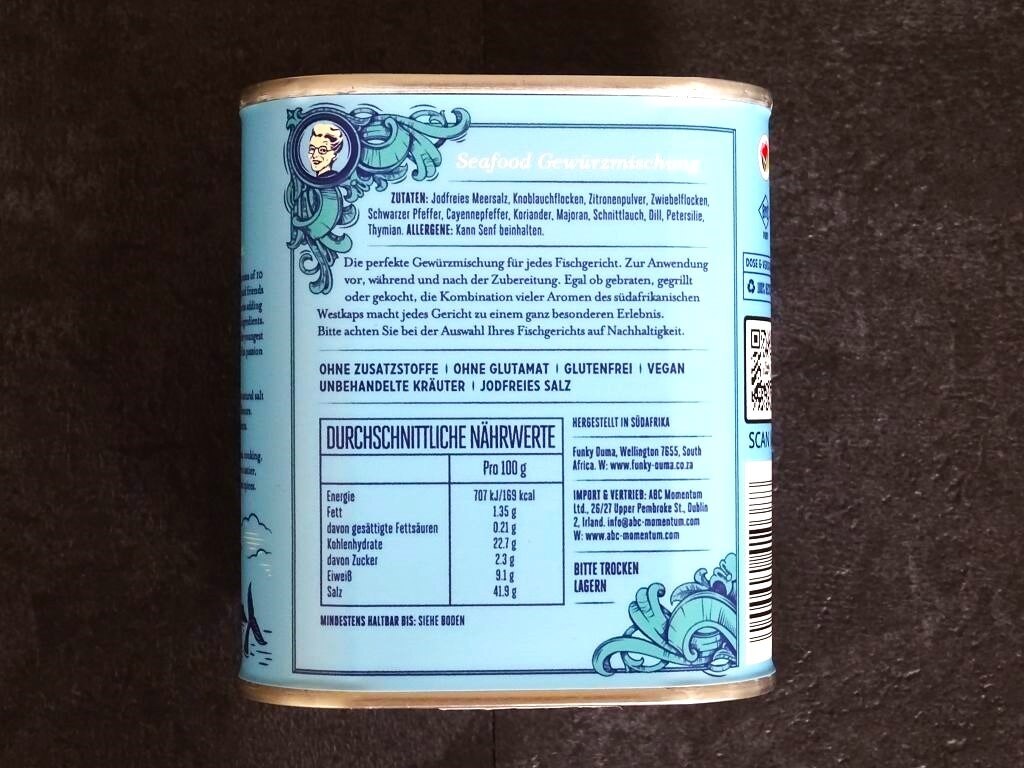 Seafood Gewürzmischung
ZUTATEN: Jodfreies Meersalz, Knoblauchflocken, Zitronenpulver, Zwiebelflocken,
Schwarzer Pfeffer, Cayennepfeffer, Koriander, Majoran, Schnittlauch, Dill, Petersilie,
Thymian. ALLERGENE: Kann Senf beinhalten.
Die perfekte Gewürzmischung für jedes Fischgericht. Zur Anwendung
vor, während und nach der Zubereitung. Egal ob gebraten, gegrillt
oder gekocht, die Kombination vieler Aromen des südafrikanischen
Westkaps macht jedes Gericht zu einem ganz besonderen Erlebnis.
Bitte achten Sie bei der Auswahl Ihres Fischgerichts auf Nachhaltigkeit.
OHNE ZUSATZSTOFFE | OHNE GLUTAMAT | GLUTENFREI | VEGAN
UNBEHANDELTE KRÄUTER | JODFREIES SALZ
DURCHSCHNITTLICHE NÄHRWERTE
Pro 100 g
Energie 707 kJ/169 kcal
Fett 1.35 g
davon gesättigte Fettsäuren 0.21 g
Kohlenhydrate 22.7 g
davon Zucker 2.3 g
Eiweiß 9.1 g
Salz 41.9 g
MINDESTENS HALTBAR BIS: SIEHE BODEN
HERGESTELLT IN SÜDAFRIKA
Funky Ouma, Wellington 7655, South
Africa. W: www.funky-ouma.co.za
IMPORT & VERTRIEB: ABC Momentum
Ltd., 26/27 Upper Pembroke St., Dublin
2, Irland. info@abc-momentum.com
W: www.abc-momentum.com
BITTE TROCKEN
LAGERN
DOSE &
SCAN